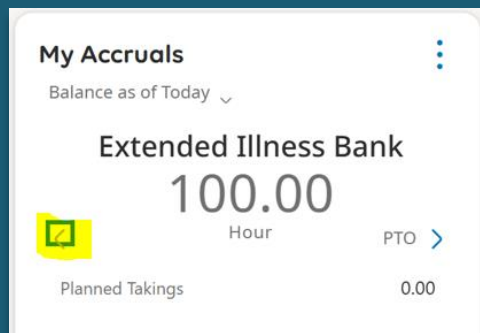 My Accruals
Balance as of Today
Extended Illness Bank
100.00
Hour
PTO
Planned Takings 0.00